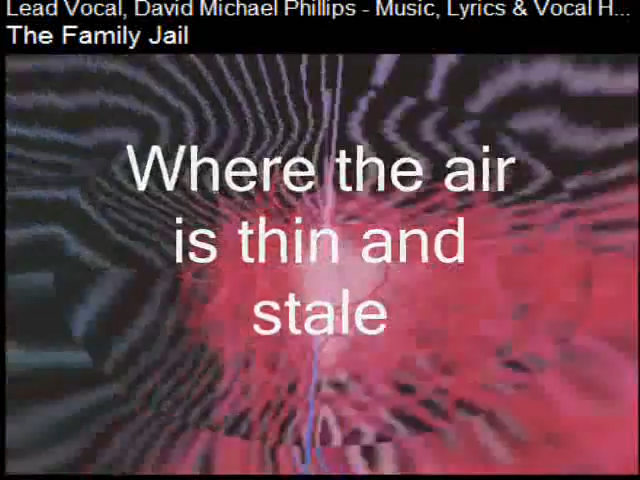 Lead Vocal, David Michael Phillips - Music, Lyrics & Vocal H...
The Family Jail
Where the air
is thin and
stale